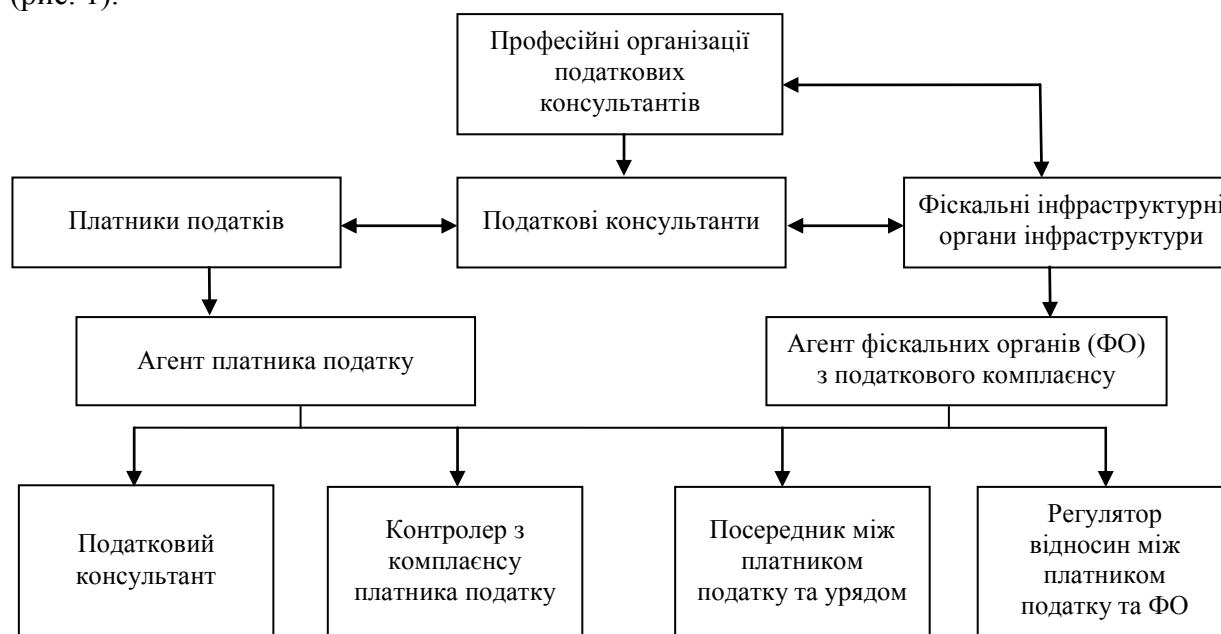 (рис. 1).
Професійні організації
податкових
консультантів
Платники податків
Податкові консультанти
Фіскальні інфраструктурні
органи інфраструктури
Агент платника податку
Агент фіскальних органів (ФО)
з податкового комплаєнсу
Податковий
консультант
Контролер з
комплаєнсу
платника податку
Посередник між
платником
податку та урядом
Регулятор
відносин між
платником
податку та ФО